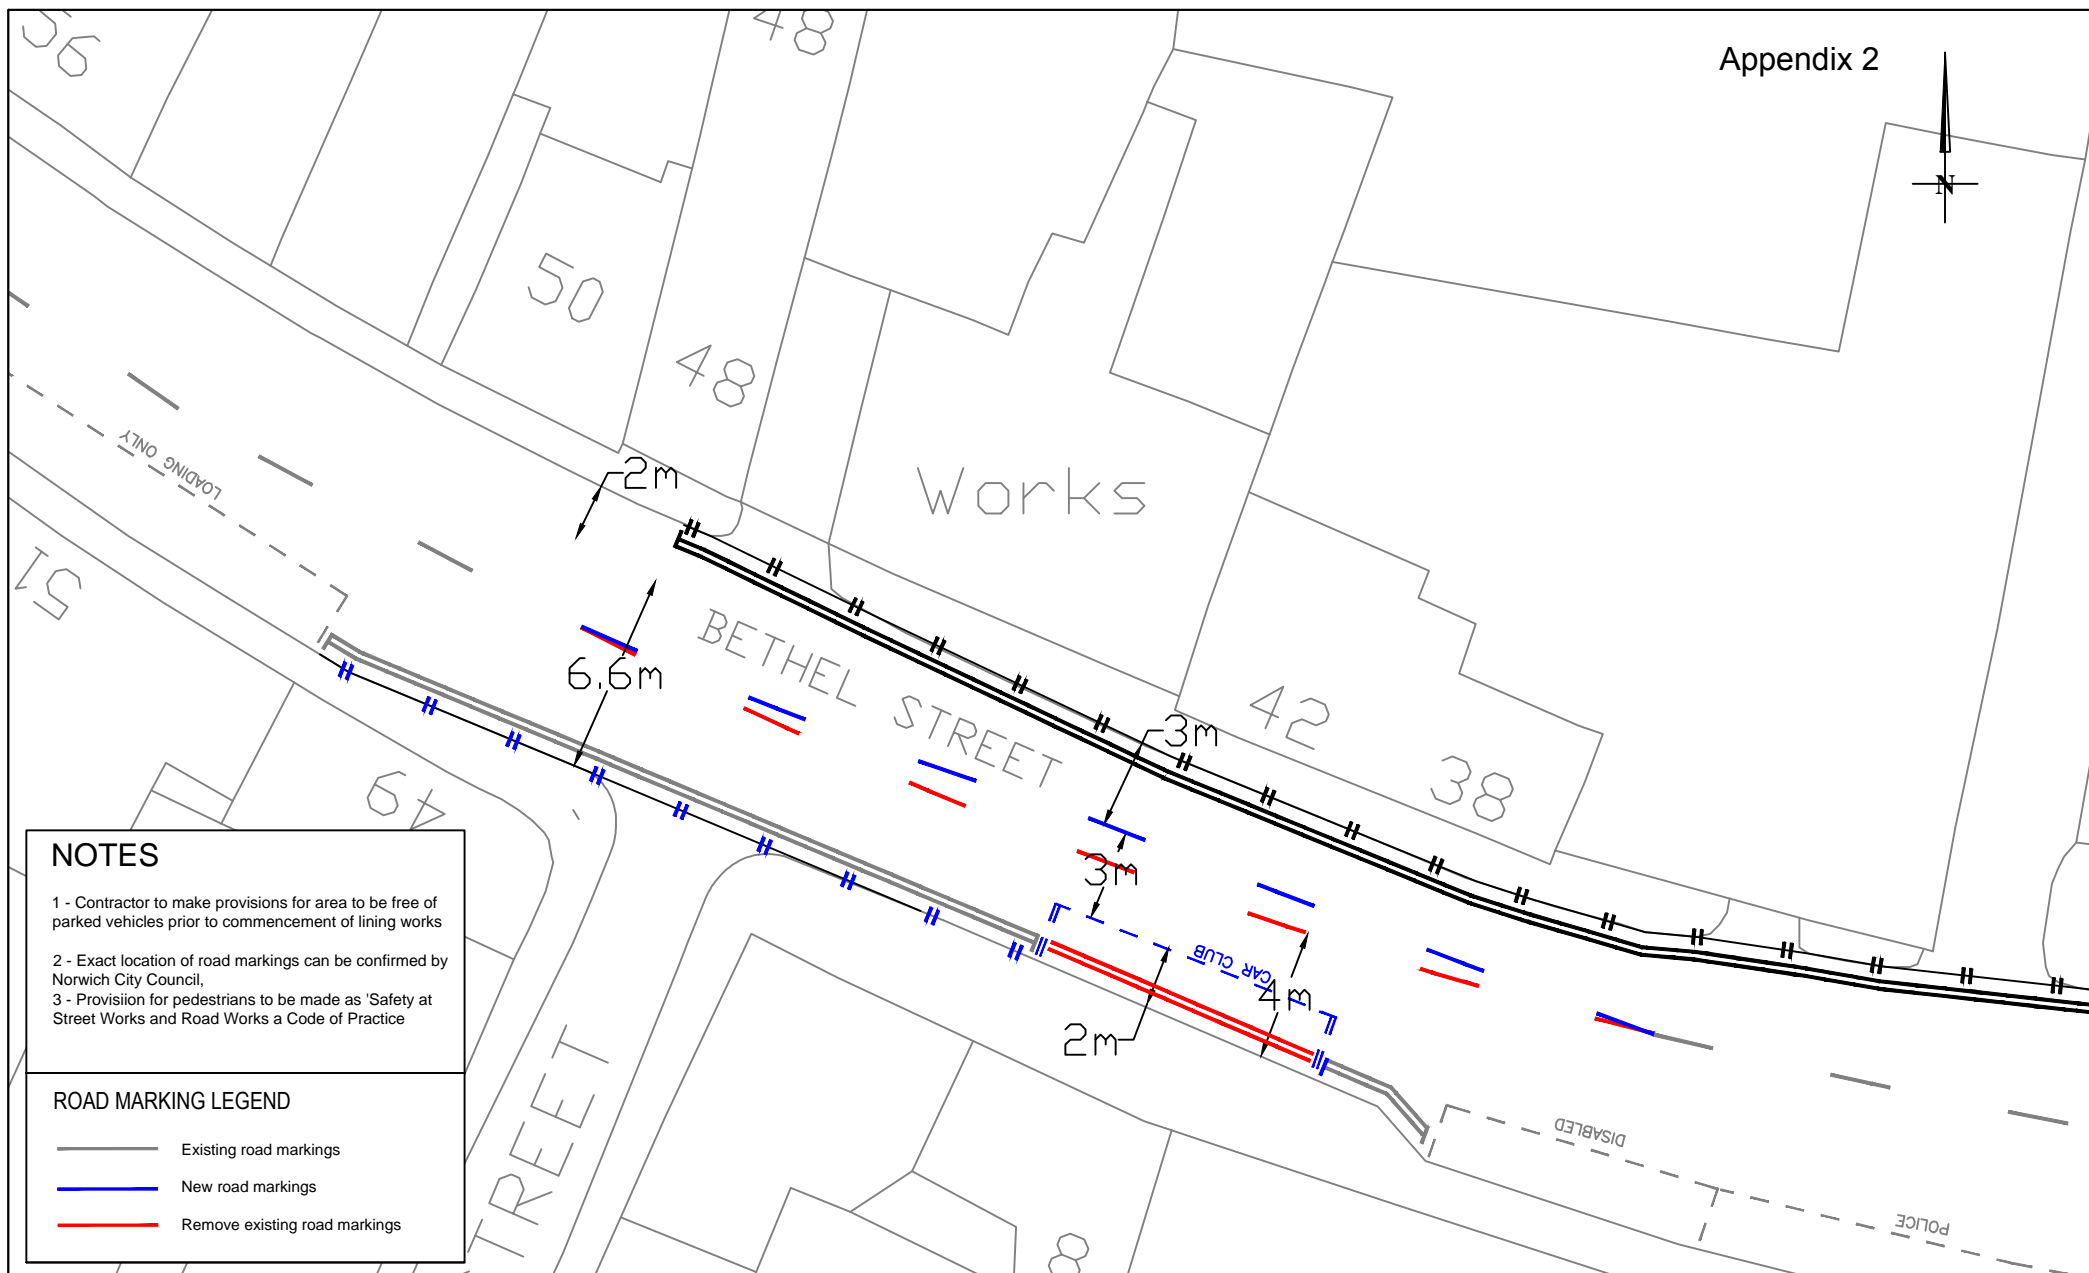 56
48
Appendix 2
N
50
48
LOADING ONLY
2m
Works
51
BETHEL STREET
6.6m
42
3m
38
49
3m
CAR CLUB
4m
2m
DISABLED
POLICE
TREET
8
NOTES
1 - Contractor to make provisions for area to be free of
parked vehicles prior to commencement of lining works
2 - Exact location of road markings can be confirmed by
Norwich City Council,
3 - Provisiion for pedestrians to be made as 'Safety at
Street Works and Road Works a Code of Practice
ROAD MARKING LEGEND
Existing road markings
New road markings
Remove existing road markings